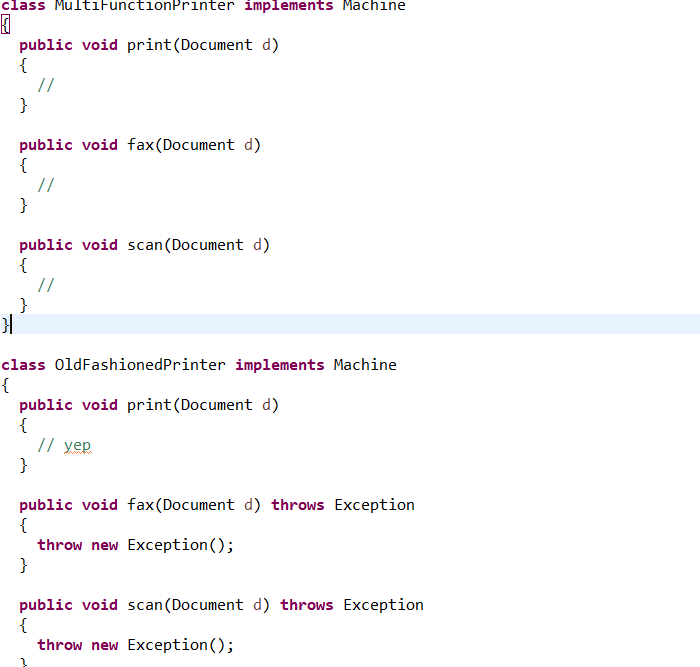 class MultiFunctionPrinter implements Machine
{
  public void print(Document d)
  {
    //
  }

  public void fax(Document d)
  {
    //
  }

  public void scan(Document d)
  {
    //
  }
}

class OldFashionedPrinter implements Machine
{
  public void print(Document d)
  {
    // yep
  }

  public void fax(Document d) throws Exception
  {
    throw new Exception();
  }

  public void scan(Document d) throws Exception
  {
    throw new Exception();
  }